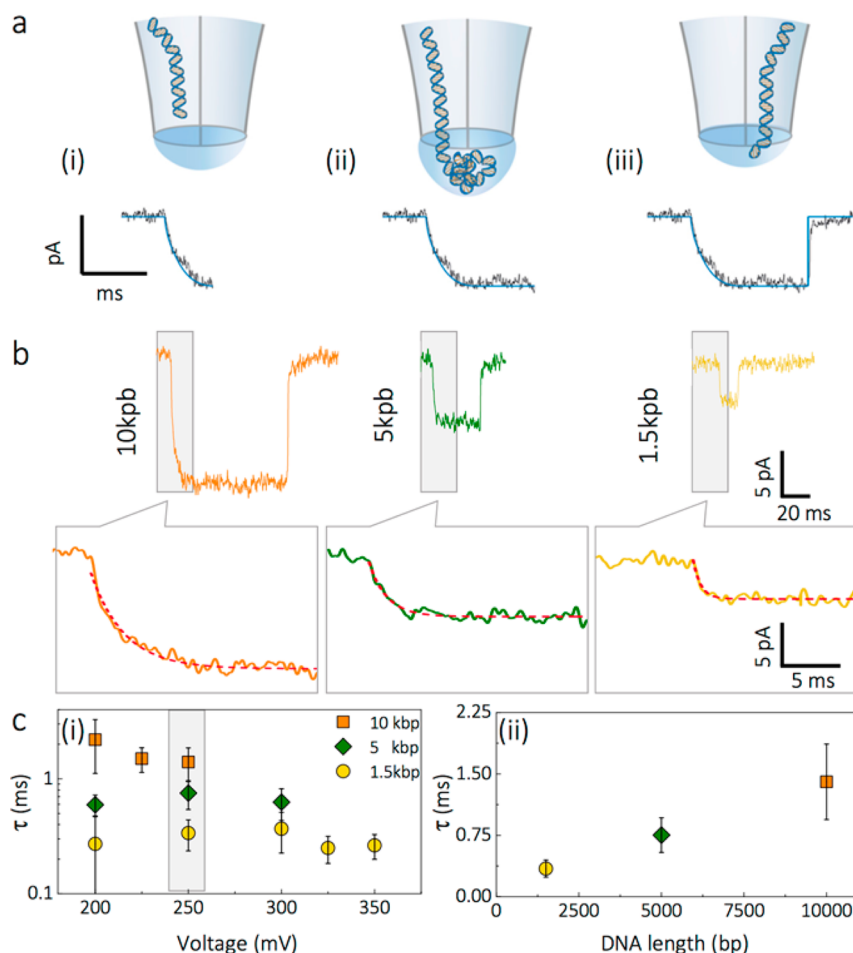 a
(i)
(ii)
(iii)
pA
ms
b
10kpb
5kpb
1.5kpb
5 pA
20 ms
5 pA
5 ms
c
(i)
10 kbp
5 kbp
1.5kbp
τ (ms)
1
0.1
200
250
300
350
Voltage (mV)
(ii)
τ (ms)
2.25
1.50
0.75
0.00
0
2500
5000
7500
10000
DNA length (bp)